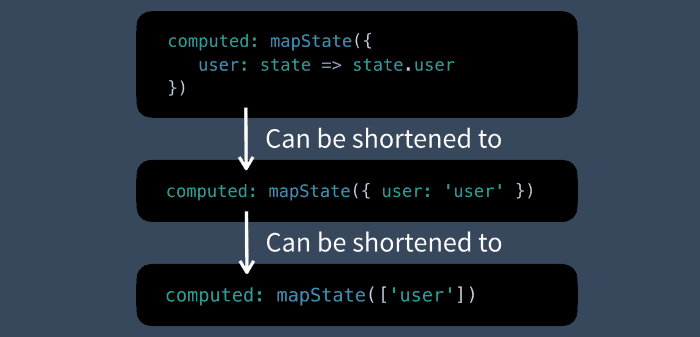 computed: mapState({
user: state => state.user
})
Can be shortened to
computed: mapState({ user: 'user' })
Can be shortened to
computed: mapState(['user'])